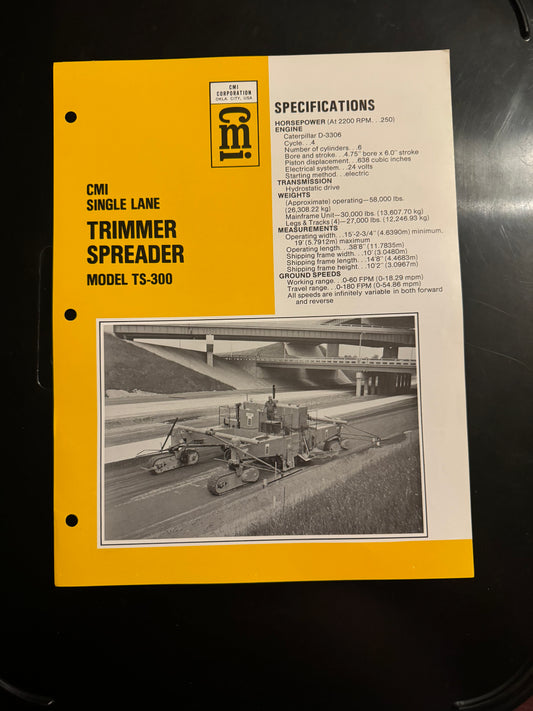 CMI
CORPORATION
OKLA. CITY, USA
Cmi
CMI
SINGLE LANE
TRIMMER
SPREADER
MODEL TS-300
SPECIFICATIONS
HORSEPOWER (At 2200 RPM. . .250)
ENGINE
Caterpillar D-3306
Cycle. . .4
Number of cylinders. . .6
Bore and stroke. . .4.75" bore x 6.0" stroke
Piston displacement. . .638 cubic inches
Electrical system. . .24 volts
Starting method. . .electric
TRANSMISSION
Hydrostatic drive
WEIGHTS
(Approximate) operating—58,000 lbs.
(26,308.22 kg)
Mainframe Unit—30,000 lbs. (13,607.70 kg)
Legs & Tracks (4)—27,000 lbs. (12,246.93 kg)
MEASUREMENTS
Operating width. . .15'-2-3/4" (4.6390m) minimum.
19' (5.7912m) maximum
Operating length. . .38'8" (11.7835m)
Shipping frame width. . .10' (3.0480m)
Shipping frame length. . .14'8" (4.4683m)
Shipping frame height. . .10'2" (3.0967m)
GROUND SPEEDS
Working range. . .0-60 FPM (0-18.29 mpm)
Travel range. . .0-180 FPM (0-54.86 mpm)
All speeds are infinitely variable in both forward
and reverse